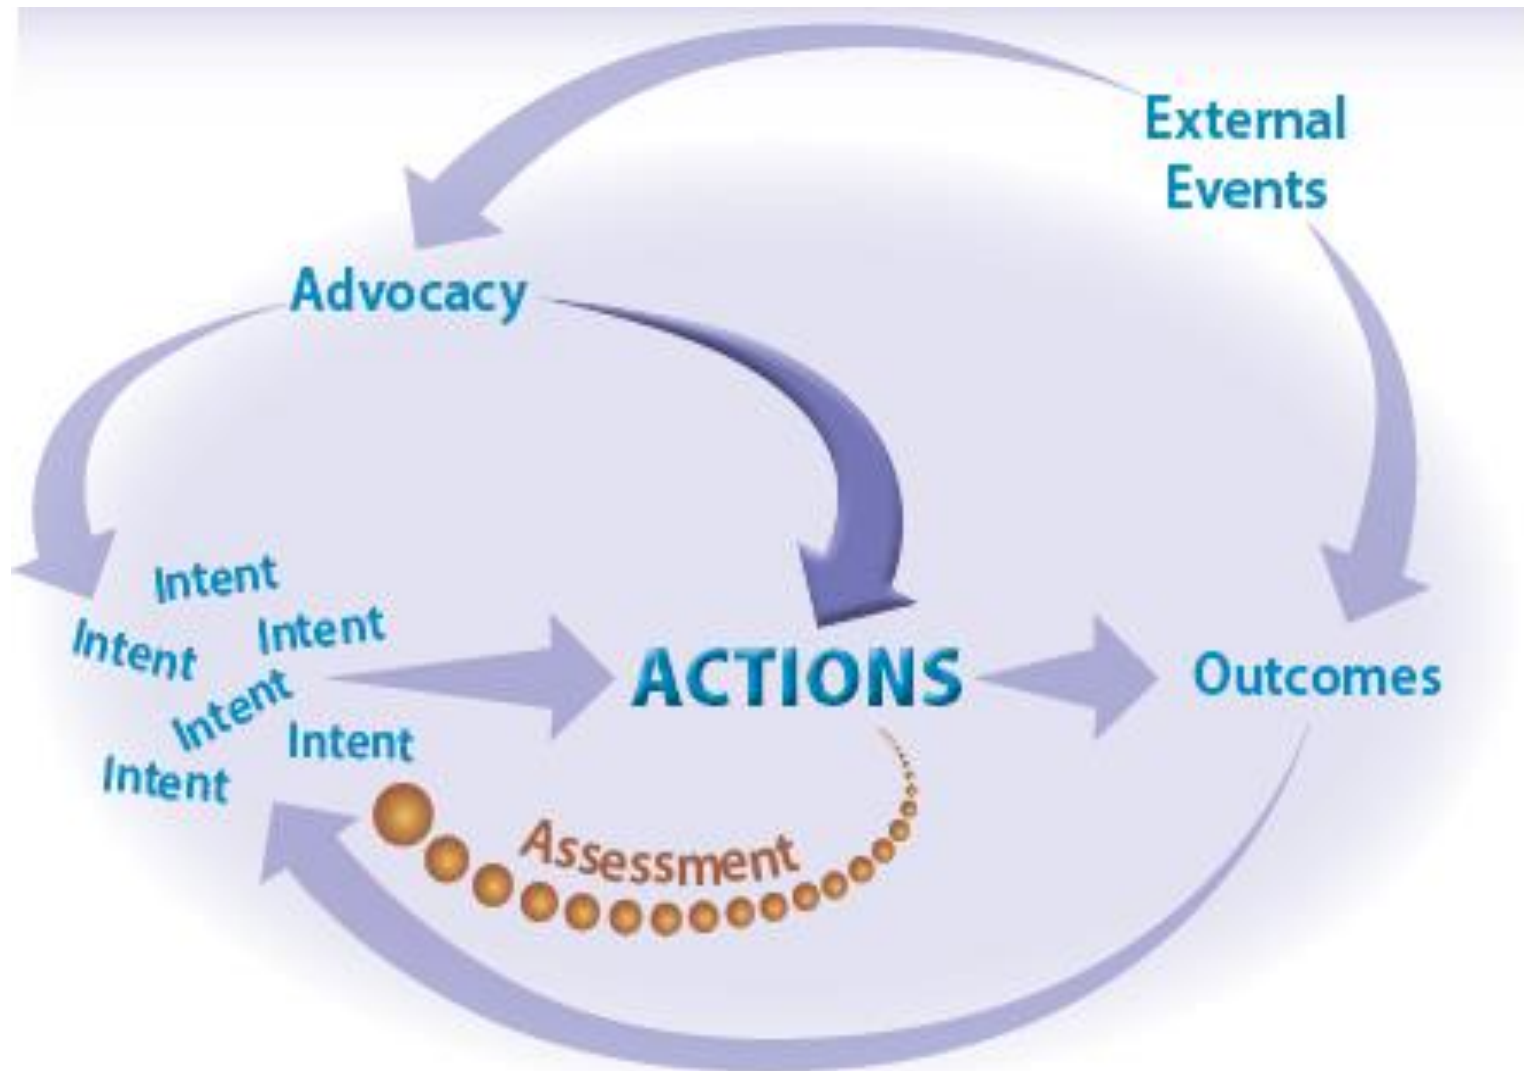 External
Events
Advocacy
Intent
Intent
Intent
Intent
Intent
Intent
ACTIONS
Outcomes
Assessment